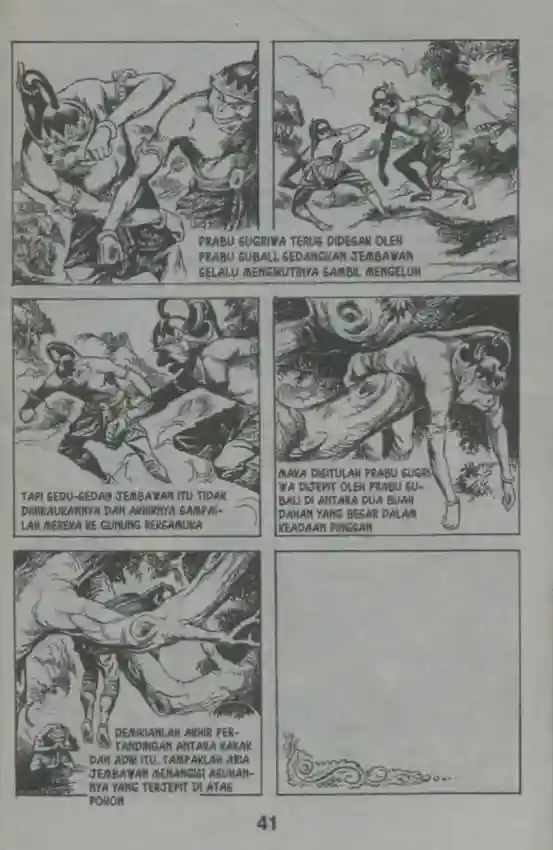 PRABU SUGRIWA TERUS DIDESAK OLEH
PRABU SUBALI, SEDANGKAN JEMBAWAN
SELALU MENGIKUTINYA SAMBIL MENGELUH
TAPI SEDU-SEDAN JEMBAWAN ITU TIDAK
DIHIRAUKANNYA DAN AKHIRNYA SAMPAI-
LAH MEREKA KE GUNUNG
MAKA DISITULAH PRABU SUGRI
WA DIJEPIT OLEH PRABU SU-
BALI DI ANTARA DUA BUAH
DAHAN YANG BESAR DALAM
KEADAAN PINGSAN
DEMIKIANLAH AKHIR PER-
TANDINGAN ANTARA KAKAK
DAN ADIK ITU. TAMPAKLAH ARIA
JEMBAWAN MENANGISI ASUHAN-
NYA YANG TERJEPIT DI ATAS
POHON
41